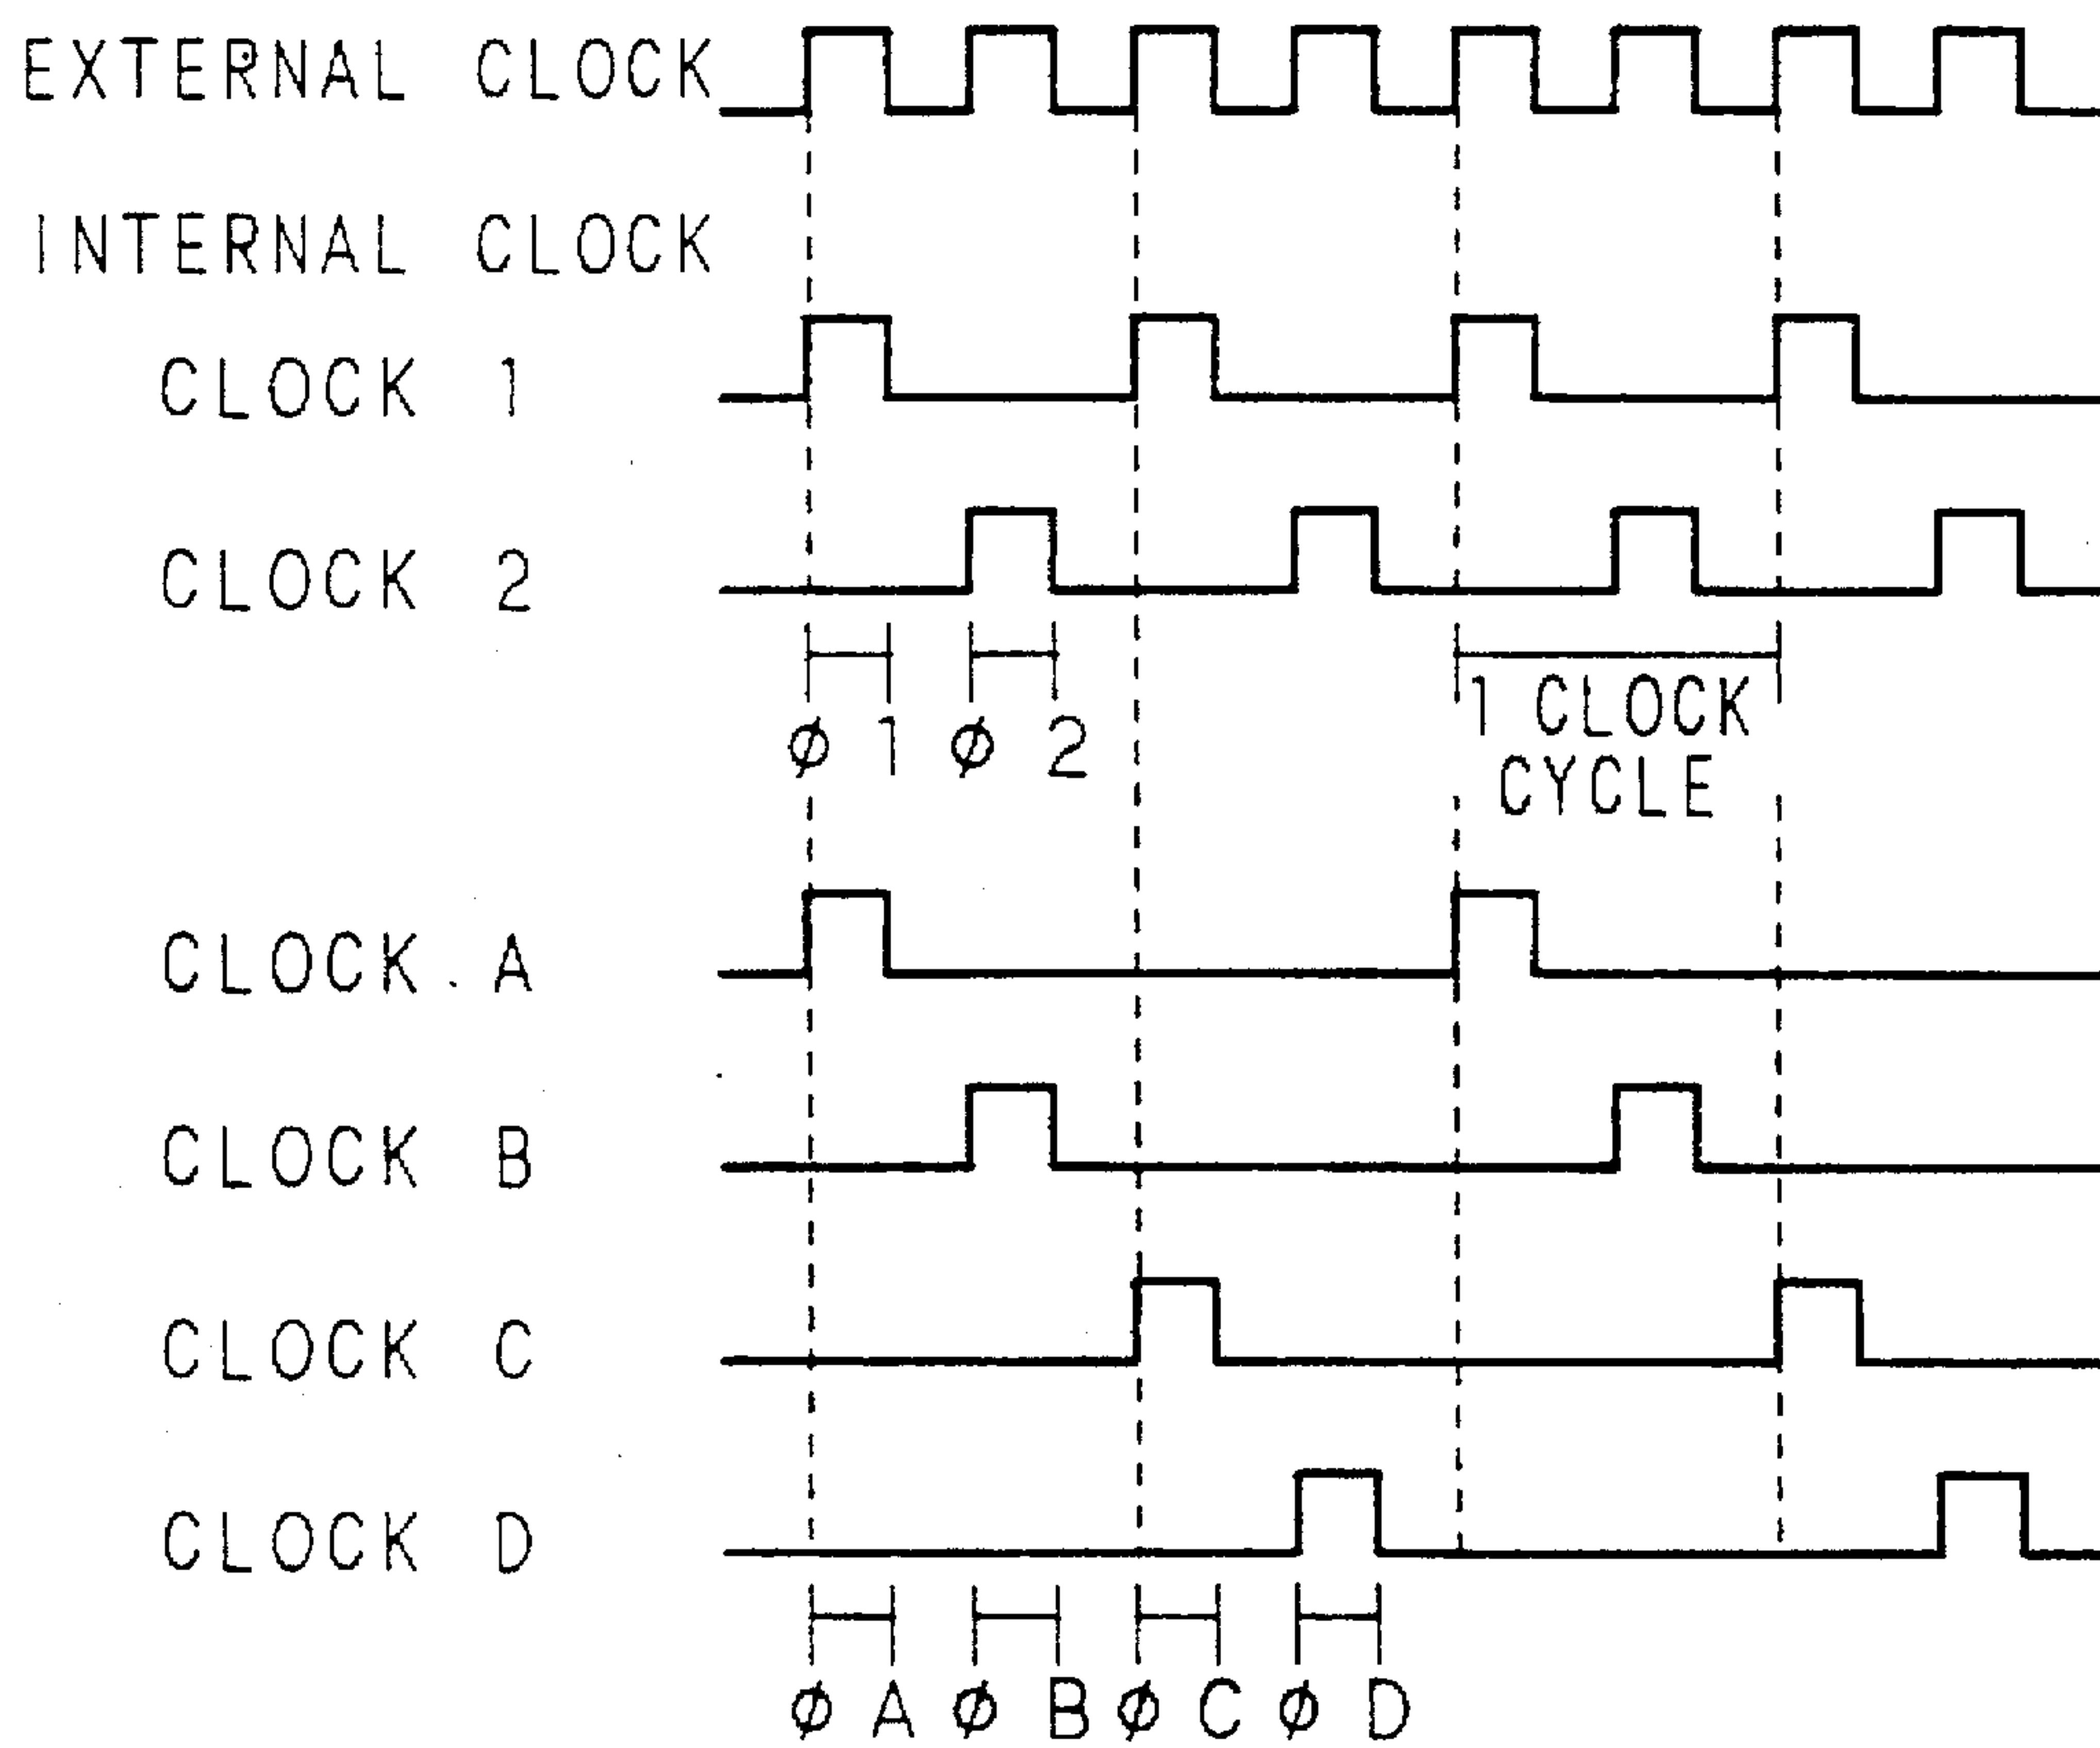 EXTERNAL CLOCK
INTERNAL CLOCK
CLOCK 1
CLOCK 2
ø 1 ø 2
1 CLOCK
CYCLE
CLOCK A
CLOCK B
CLOCK C
CLOCK D
ø A ø B ø C ø D